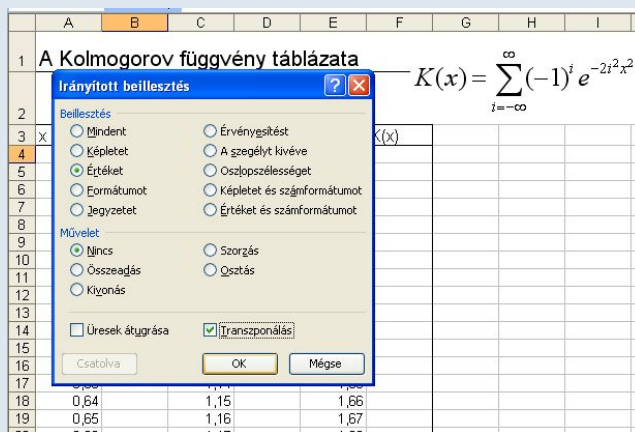 A B C D E F G H I
1 A Kolmogorov függvény táblázata
K(x) = ∞ ∑ i=−∞ (−1)^i e^{−2i²x²}
2
Irányított beillesztés
Beillesztés
Mindent Érvényesítést
Képletet A szegélyt kivéve
Értéket Oszlopszélességet
Formátumot Képletet és számformátumot
Jegyzetet Értéket és számformátumot
Művelet
Nincs Szorzás
Összeadás Osztás
Kivonás
Üresek átugrása Transzponálás
Csatolva OK Mégse
3 x K(x)
4
5
6
7
8
9
10
11
12
13
14
15
16
17
18 0,64 1,15 1,66
19 0,65 1,16 1,67